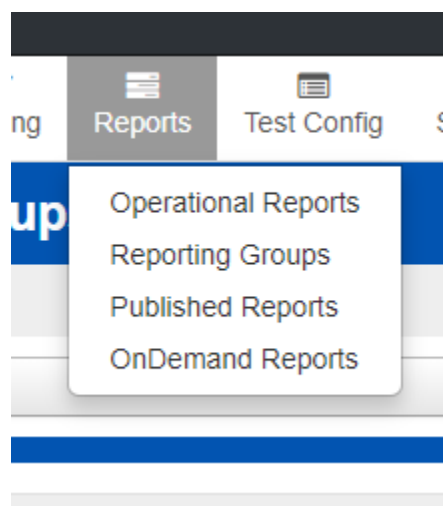 ng Reports Test Config
up
Operational Reports
Reporting Groups
Published Reports
OnDemand Reports